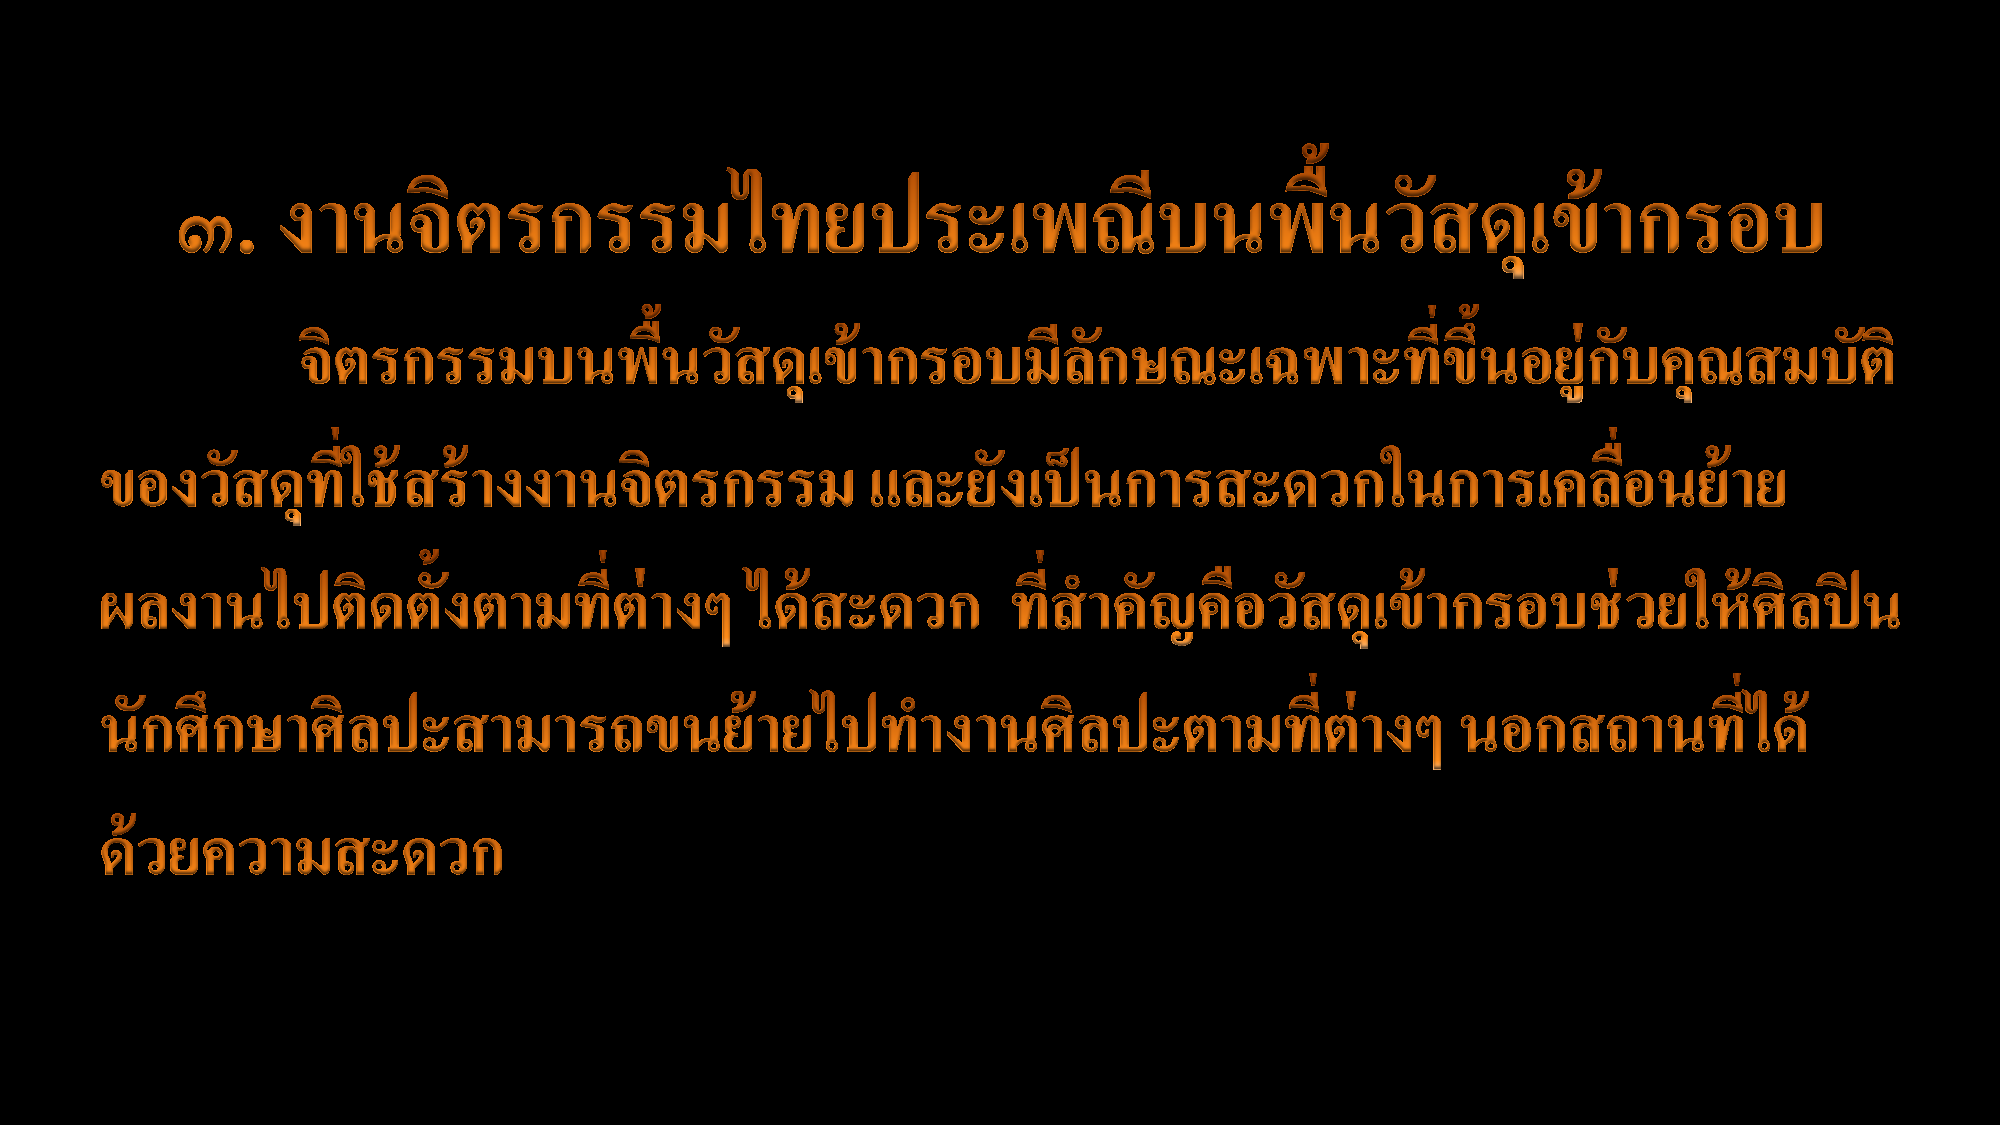 ๓. งานจิตรกรรมไทยประเพณีบนพื้นวัสดุเข้ากรอบ
จิตรกรรมบนพื้นวัสดุเข้ากรอบมีลักษณะเฉพาะที่ขึ้นอยู่กับคุณสมบัติ
ของวัสดุที่ใช้สร้างงานจิตรกรรม และยังเป็นการสะดวกในการเคลื่อนย้าย
ผลงานไปติดตั้งตามที่ต่างๆ ได้สะดวก ที่สำคัญคือวัสดุเข้ากรอบช่วยให้ศิลปิน
นักศึกษาศิลปะสามารถขนย้ายไปทำงานศิลปะตามที่ต่างๆ นอกสถานที่ได้
ด้วยความสะดวก